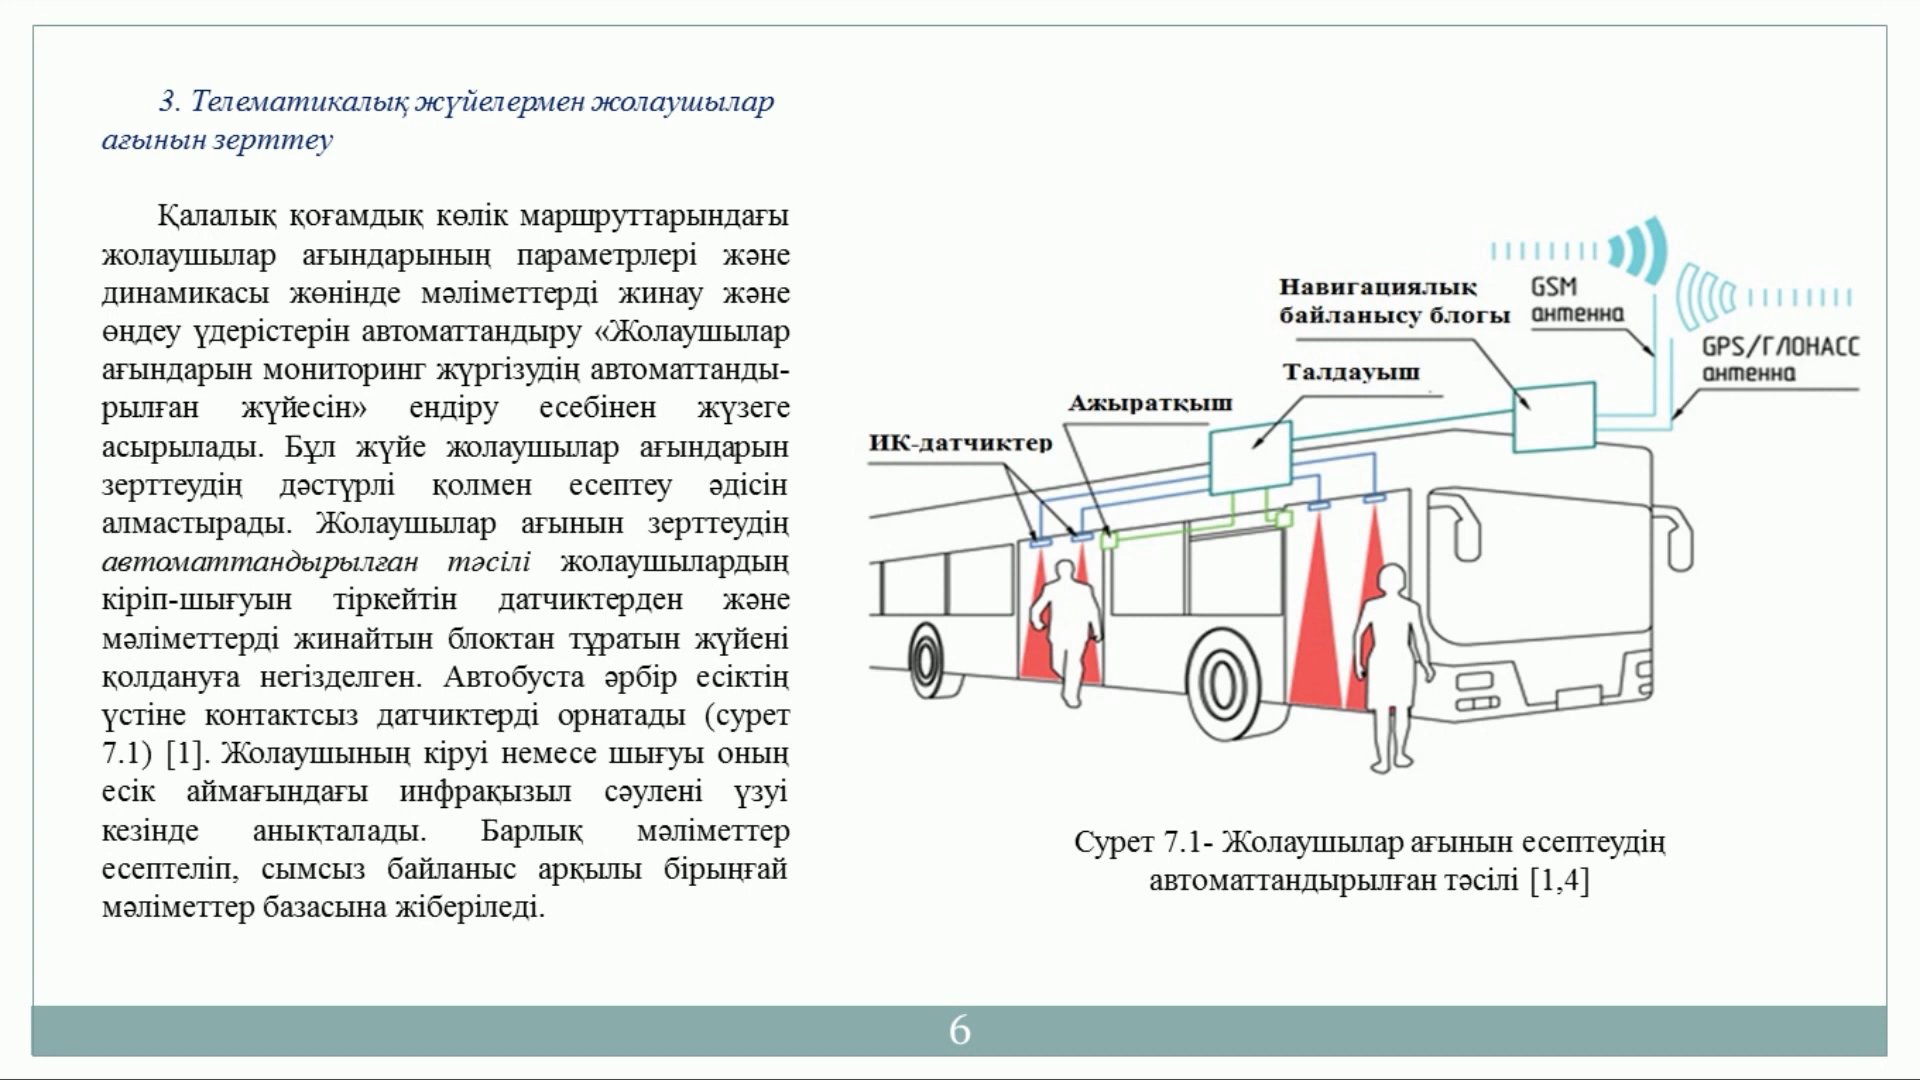 3. Телематикалық жүйелермен жолаушылар
ағынын зерттеу
Қалалық қоғамдық көлік маршруттарындағы
жолаушылар ағындарының параметрлері және
динамикасы жөнінде мәліметтерді жинау және
өңдеу үдерістерін автоматтандыру «Жолаушылар
ағындарын мониторинг жүргізудің автоматтанды-
рылған жүйесін» ендіру есебінен жүзеге
асырылады. Бұл жүйе жолаушылар ағындарын
зерттеудің дәстүрлі қолмен есептеу әдісін
алмастырады. Жолаушылар ағынын зерттеудің
автоматтандырылған тәсілі жолаушылардың
кіріп-шығуын тіркейтін датчиктерден және
мәліметтерді жинайтын блоктан тұратын жүйені
қолдануға негізделген. Автобуста әрбір есіктің
үстіне контактсыз датчиктерді орнатады (сурет
7.1) [1]. Жолаушының кіруі немесе шығуы оның
есік аймағындағы инфрақызыл сәулені үзуі
кезінде анықталады. Барлық мәліметтер
есептеліп, сымсыз байланыс арқылы бірыңғай
мәліметтер базасына жіберіледі.
Навигациялық
байланысу блогы
GSM
антенна
GPS/ГЛОНАСС
антенна
Талдауыш
Ажыратқыш
ИК-датчиктер
Сурет 7.1- Жолаушылар ағынын есептеудің
автоматтандырылған тәсілі [1,4]
6